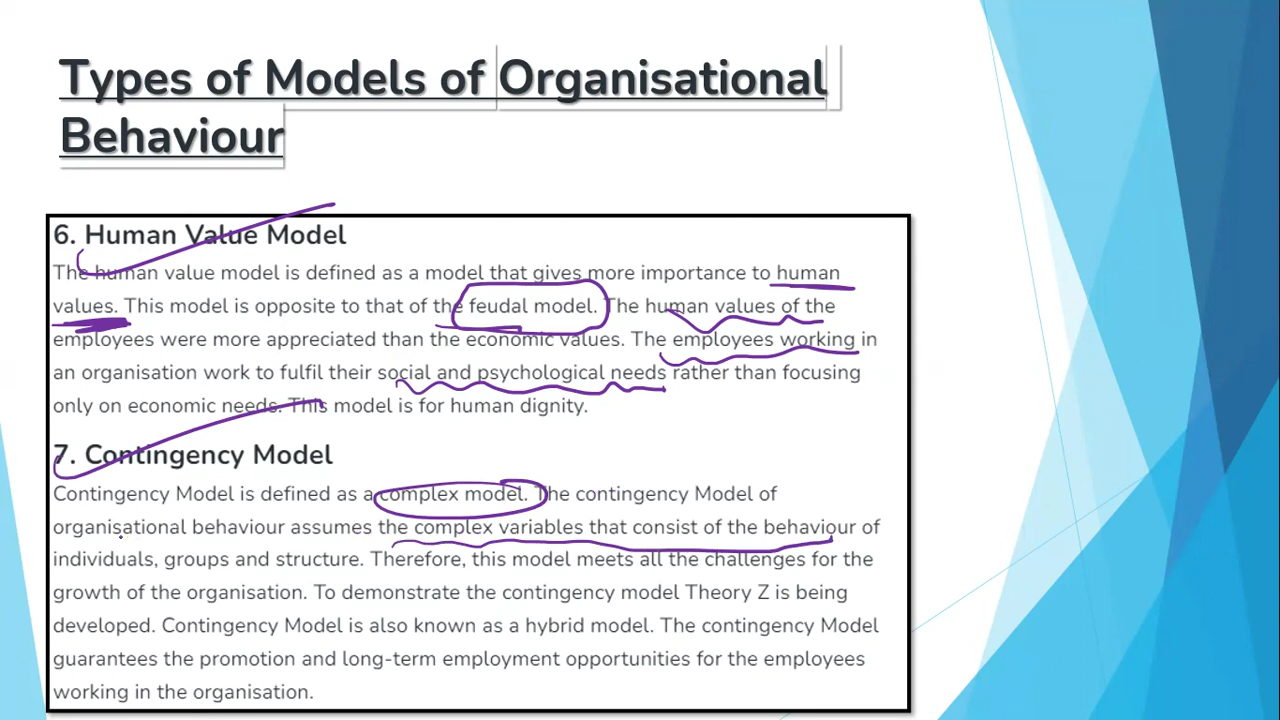 Types of Models of Organisational
Behaviour
6. Human Value Model
The human value model is defined as a model that gives more importance to human
values. This model is opposite to that of the feudal model. The human values of the
employees were more appreciated than the economic values. The employees working in
an organisation work to fulfil their social and psychological needs rather than focusing
only on economic needs. This model is for human dignity.
7. Contingency Model
Contingency Model is defined as a complex model. The contingency Model of
organisational behaviour assumes the complex variables that consist of the behaviour of
individuals, groups and structure. Therefore, this model meets all the challenges for the
growth of the organisation. To demonstrate the contingency model Theory Z is being
developed. Contingency Model is also known as a hybrid model. The contingency Model
guarantees the promotion and long-term employment opportunities for the employees
working in the organisation.